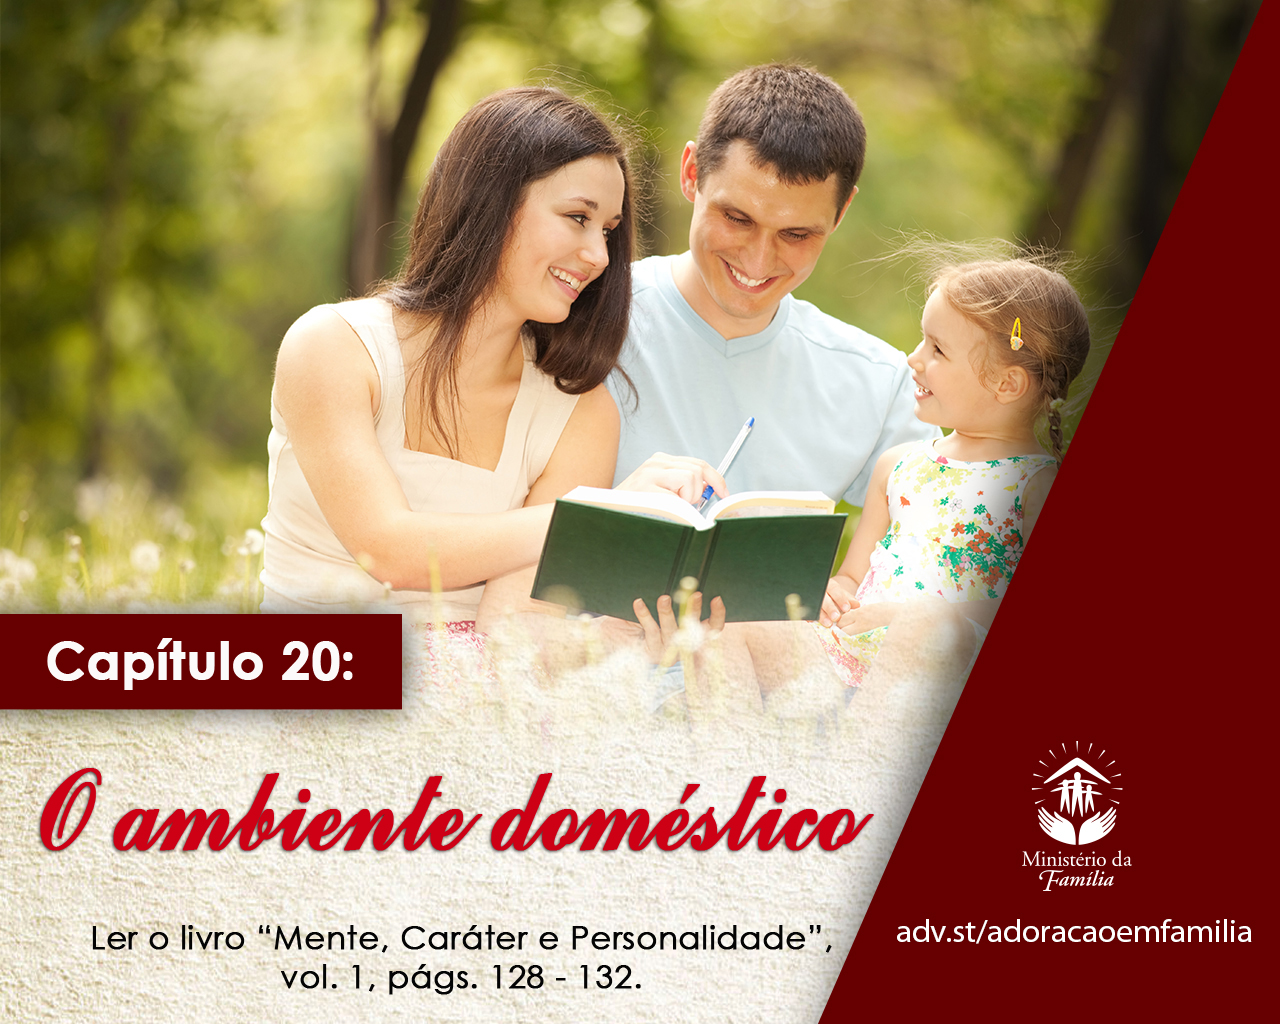 Capítulo 20:
O ambiente doméstico
Ler o livro “Mente, Caráter e Personalidade”,
vol. 1, págs. 128 - 132.
Ministério da
Família
adv.st/adoracaoemfamilia